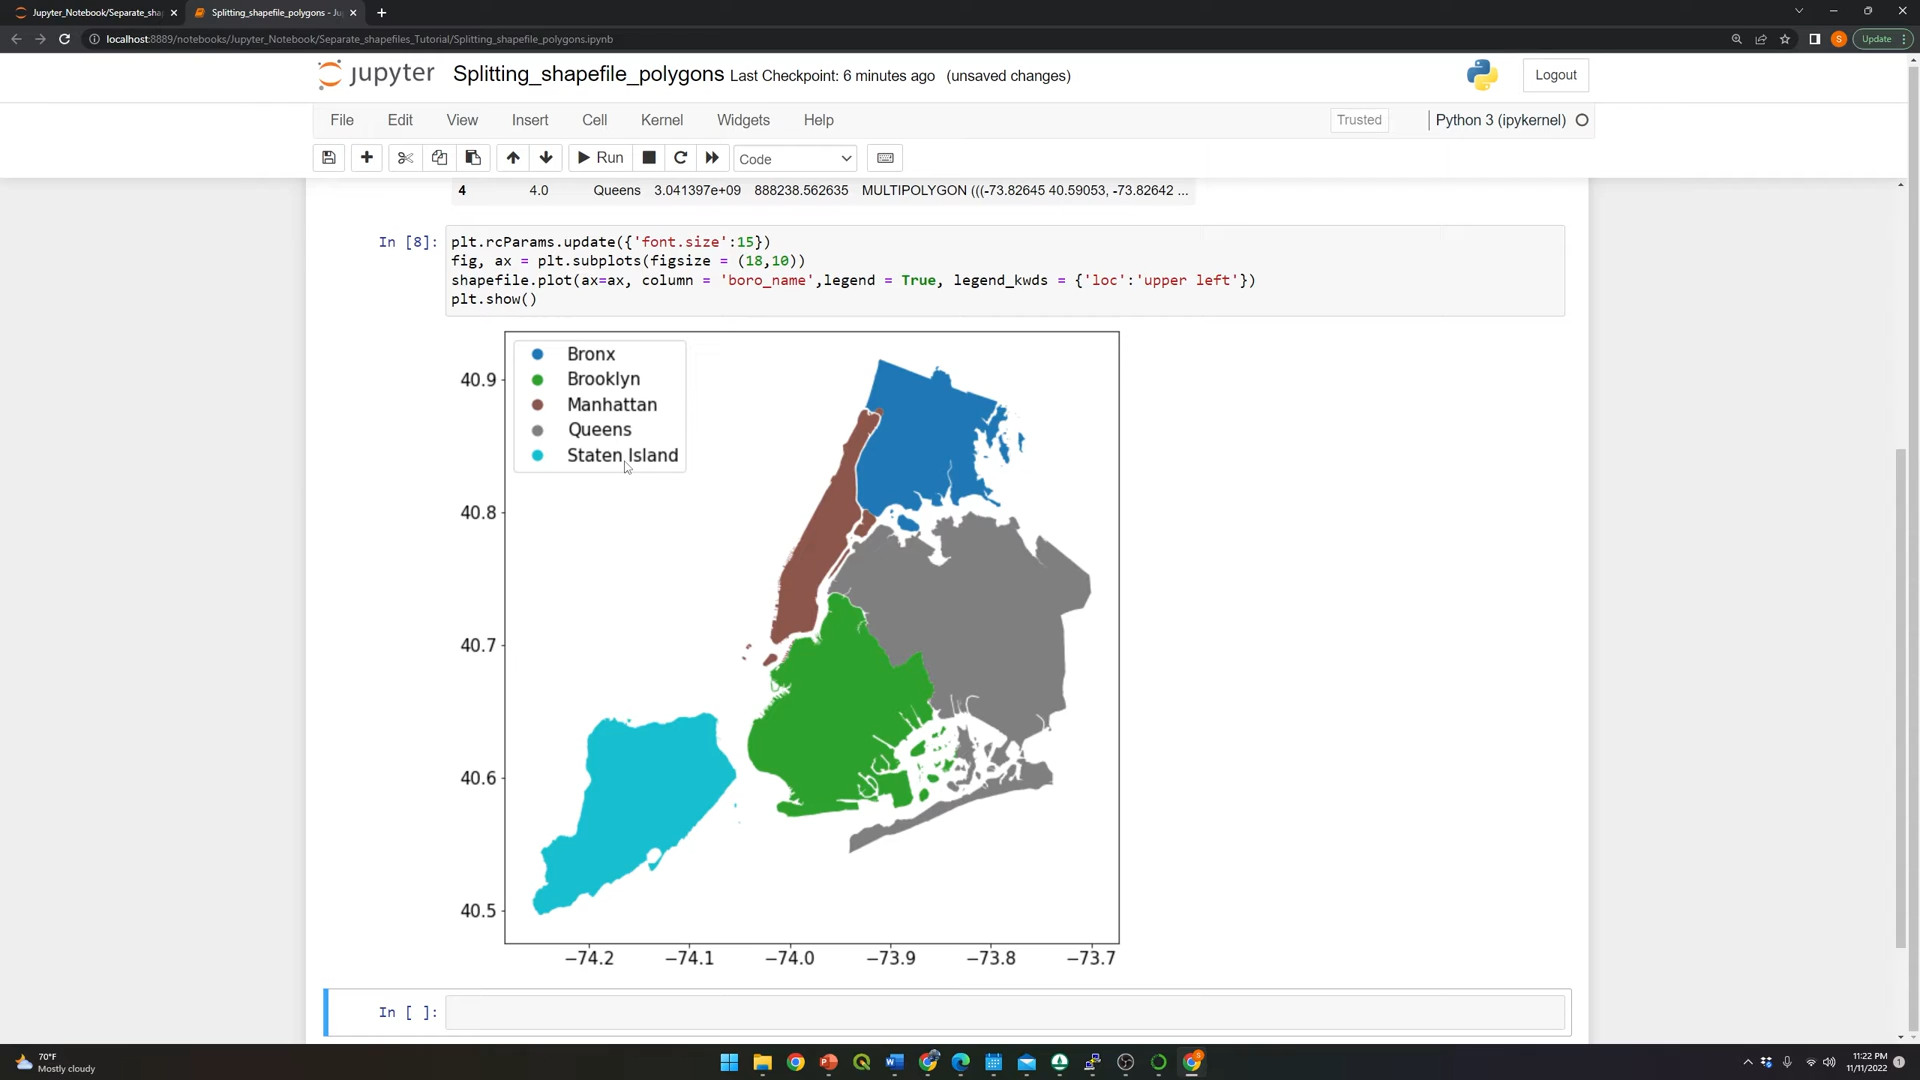 Jupyter_Notebook/Separate_sha
Splitting_shapefile_polygons - Ju
localhost:8889/notebooks/Jupyter_Notebook/Separate_shapefiles_Tutorial/Splitting_shapefile_polygons.ipynb
S
Update
jupyter Splitting_shapefile_polygons Last Checkpoint: 6 minutes ago (unsaved changes)
Logout
File Edit View Insert Cell Kernel Widgets Help
Trusted
Python 3 (ipykernel)
Run
Code
4 4.0 Queens 3.041397e+09 888238.562635 MULTIPOLYGON (((-73.82645 40.59053, -73.82642 ...
In [8]:
plt.rcParams.update({'font.size':15})
fig, ax = plt.subplots(figsize = (18,10))
shapefile.plot(ax=ax, column = 'boro_name',legend = True, legend_kwds = {'loc':'upper left'})
plt.show()
Bronx
Brooklyn
Manhattan
Queens
Staten Island
40.9
40.8
40.7
40.6
40.5
−74.2 −74.1 −74.0 −73.9 −73.8 −73.7
In [ ]:
70°F
Mostly cloudy
11:22 PM
11/11/2022